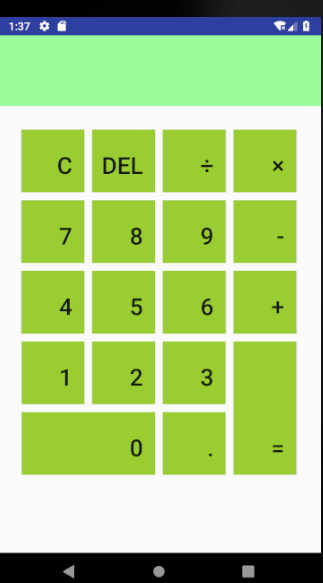 1:37
C DEL ÷ ×
7 8 9 -
4 5 6 +
1 2 3
0 . =